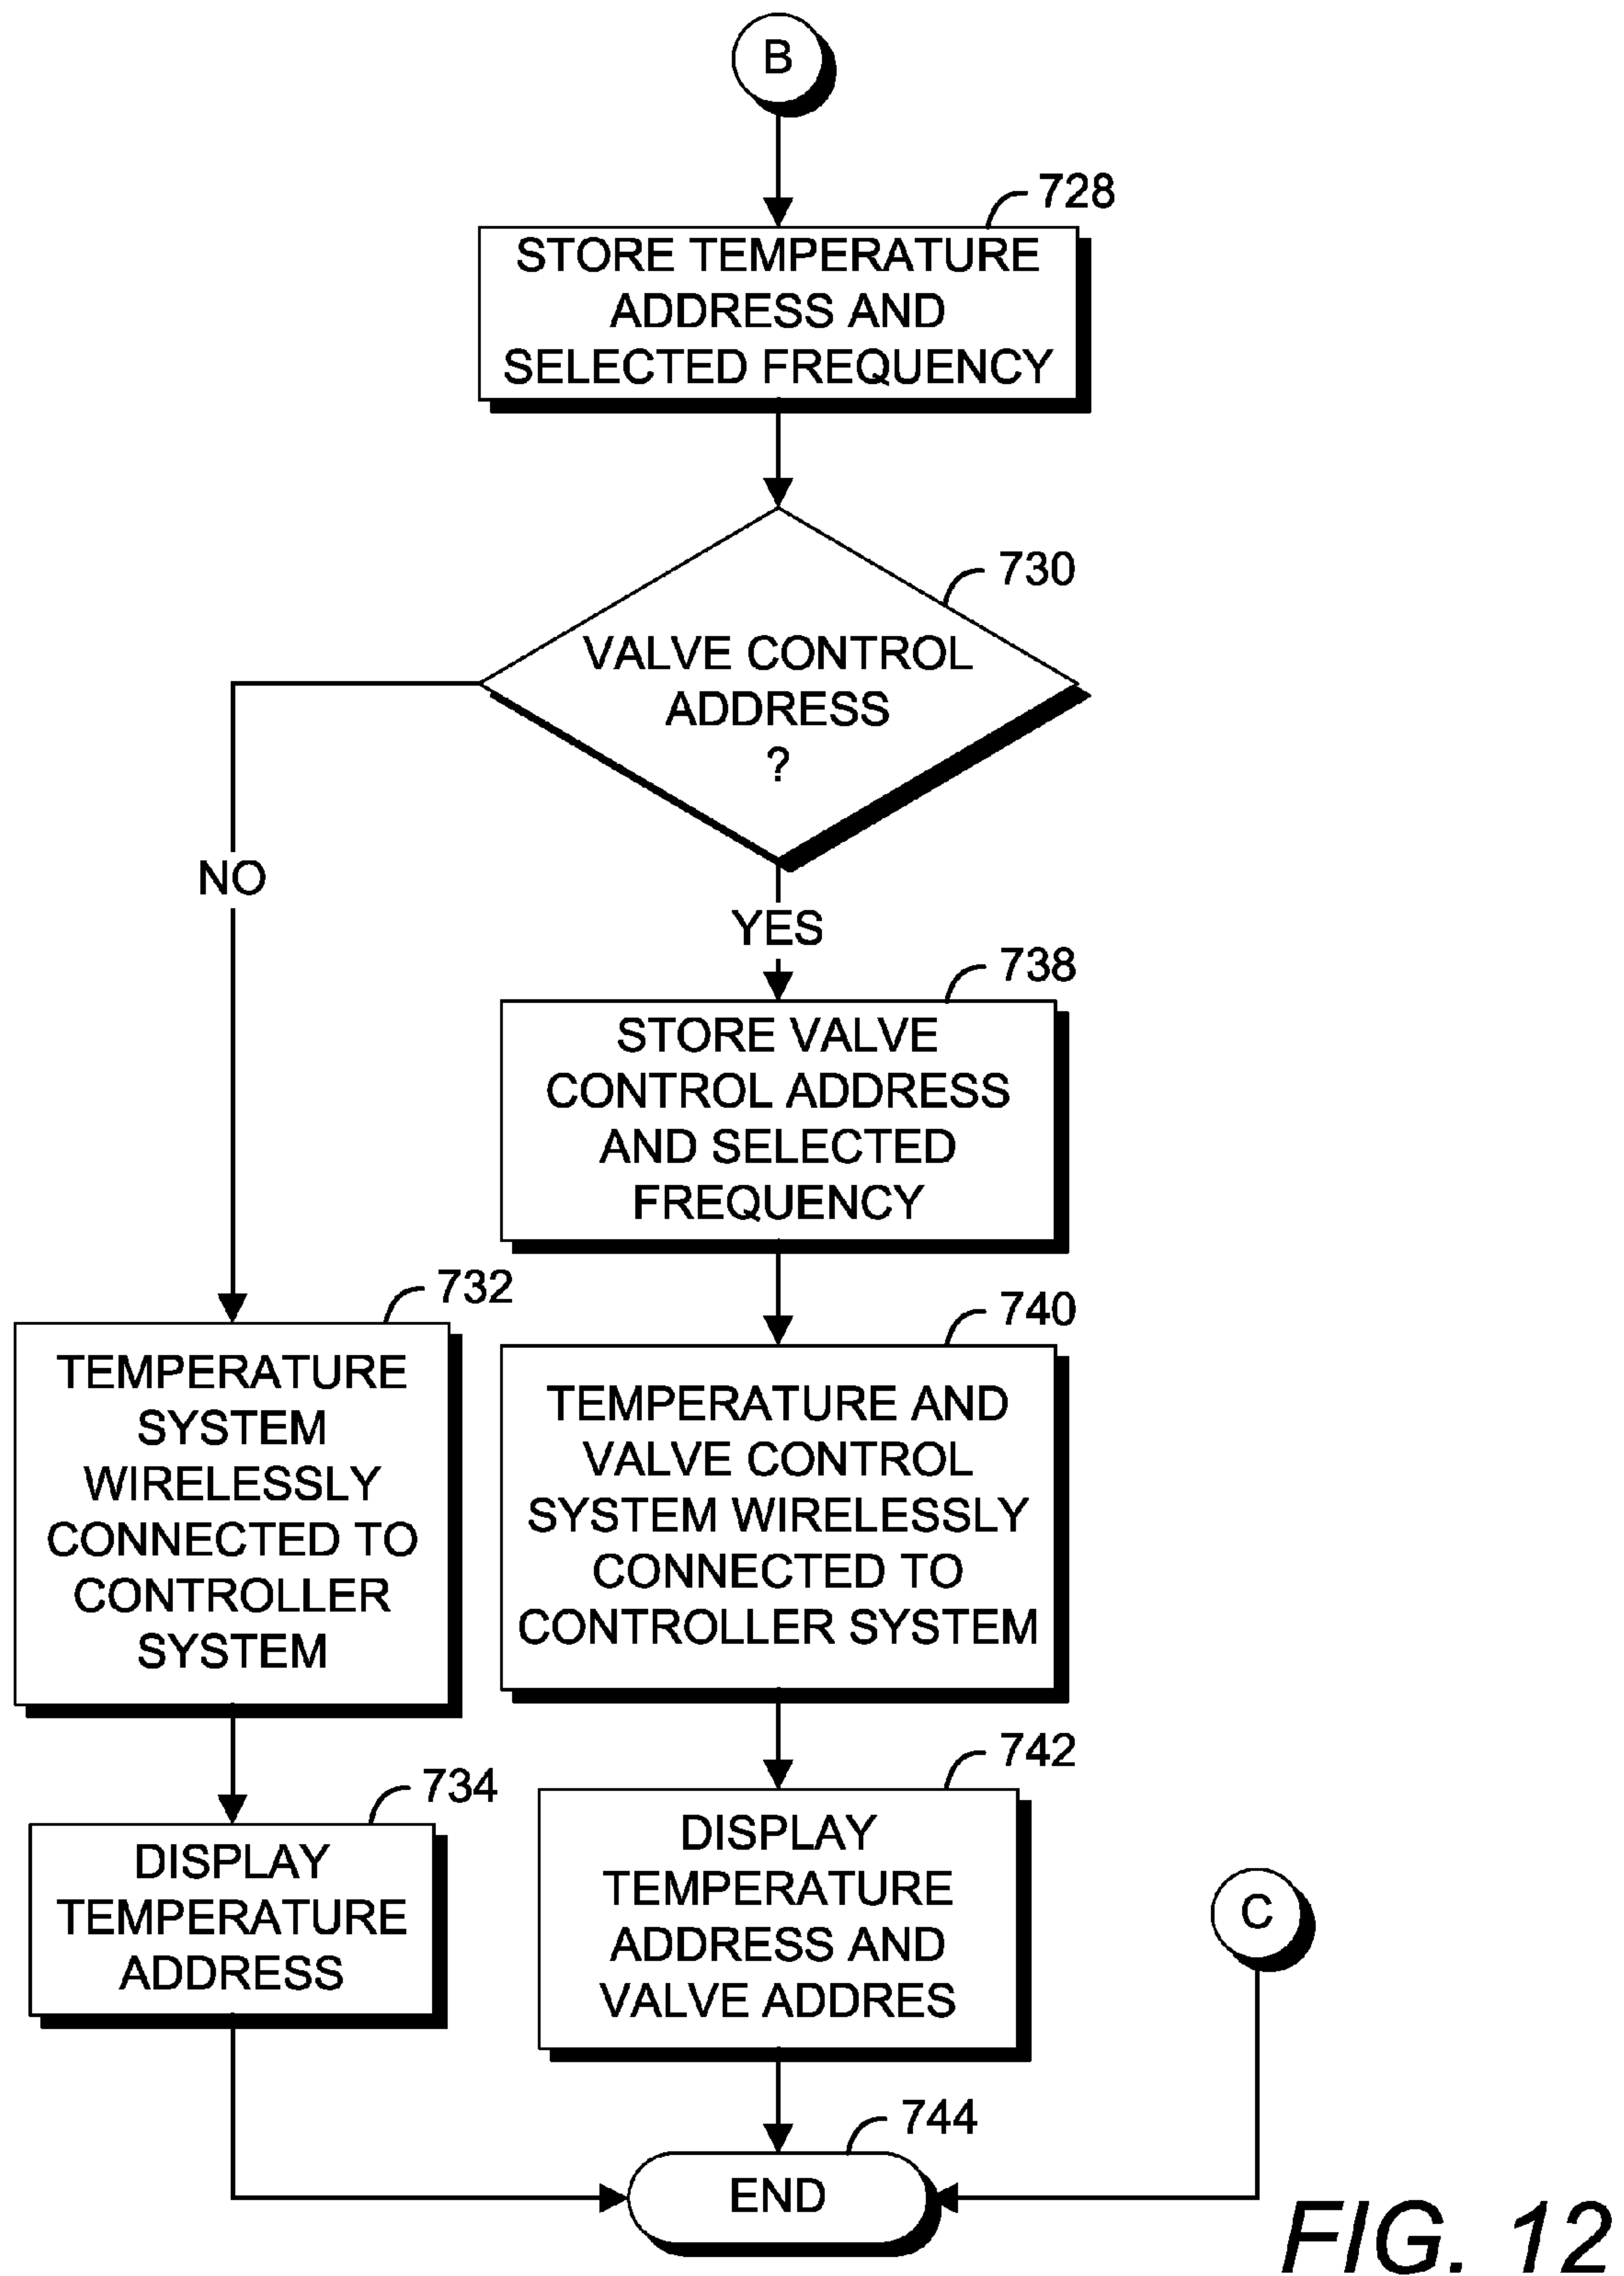 B
728
STORE TEMPERATURE
ADDRESS AND
SELECTED FREQUENCY
730
VALVE CONTROL
ADDRESS
?
NO
YES
738
STORE VALVE
CONTROL ADDRESS
AND SELECTED
FREQUENCY
732
TEMPERATURE
SYSTEM
WIRELESSLY
CONNECTED TO
CONTROLLER
SYSTEM
740
TEMPERATURE AND
VALVE CONTROL
SYSTEM WIRELESSLY
CONNECTED TO
CONTROLLER SYSTEM
734
DISPLAY
TEMPERATURE
ADDRESS
742
DISPLAY
TEMPERATURE
ADDRESS AND
VALVE ADDRES
C
744
END
FIG. 12